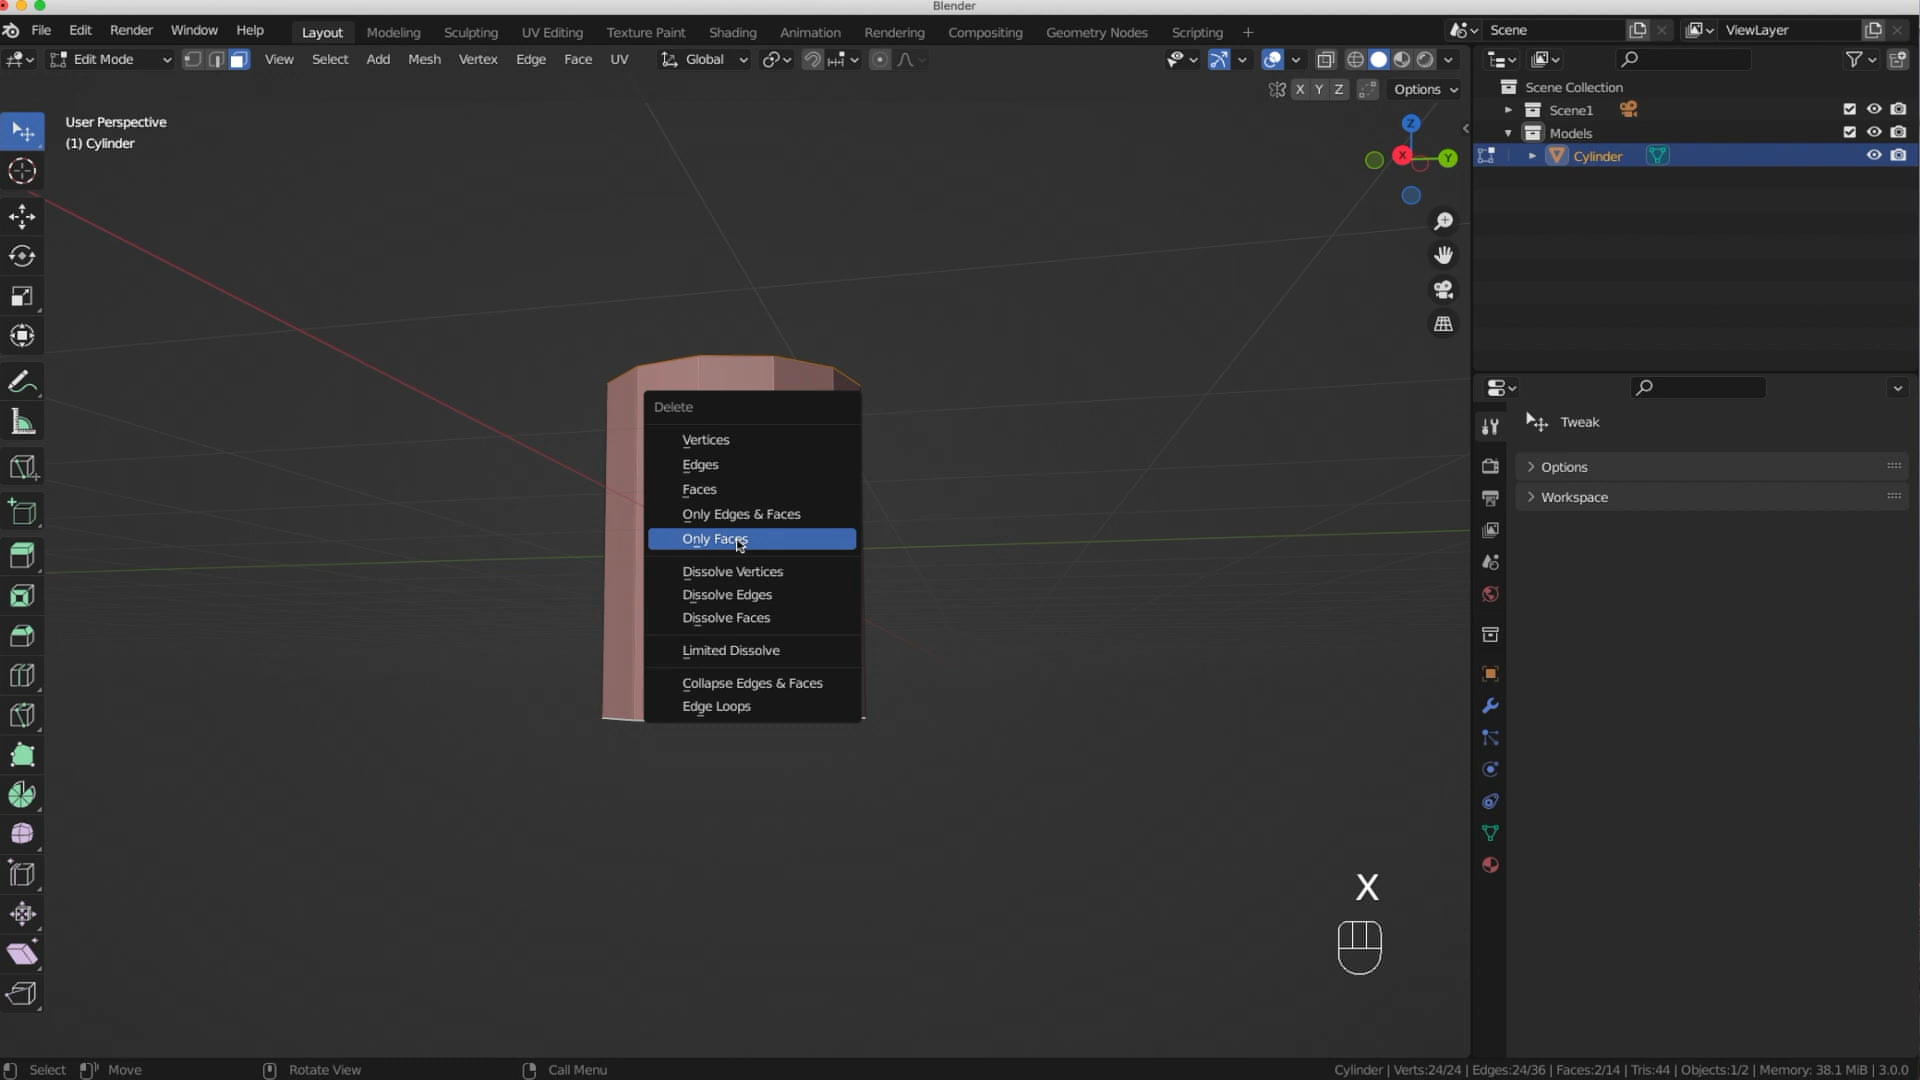 Blender
File Edit Render Window Help Layout Modeling Sculpting UV Editing Texture Paint Shading Animation Rendering Compositing Geometry Nodes Scripting + Scene ViewLayer
Edit Mode View Select Add Mesh Vertex Edge Face UV Global
X Y Z Options
User Perspective
(1) Cylinder
Z
X
Y
Scene Collection
Scene1
Models
Cylinder
Delete
Vertices
Edges
Faces
Only Edges & Faces
Only Faces
Dissolve Vertices
Dissolve Edges
Dissolve Faces
Limited Dissolve
Collapse Edges & Faces
Edge Loops
Tweak
Options
Workspace
X
Select Move Rotate View Call Menu Cylinder | Verts:24/24 | Edges:24/36 | Faces:2/14 | Tris:44 | Objects:1/2 | Memory: 38.1 MiB | 3.0.0